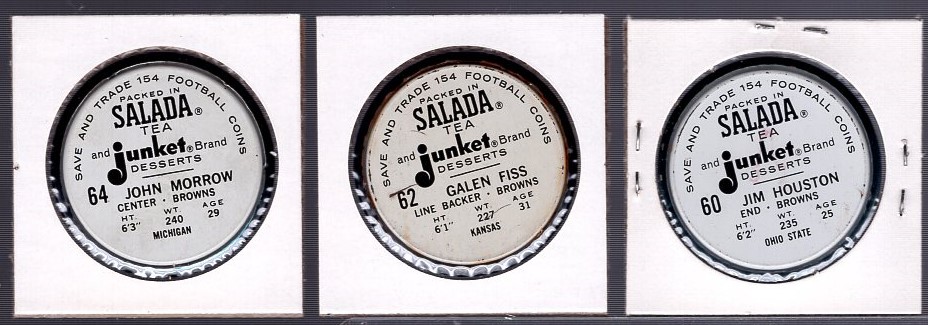 SAVE AND TRADE 154 FOOTBALL COINS
PACKED IN
SALADA®
TEA
and Junket® Brand
DESSERTS
64 JOHN MORROW
CENTER · BROWNS
HT. WT. AGE
6'3" 240 29
MICHIGAN
SAVE AND TRADE 154 FOOTBALL COINS
PACKED IN
SALADA®
TEA
and Junket® Brand
DESSERTS
62 GALEN FISS
LINE BACKER · BROWNS
HT. WT. AGE
6'1" 227 31
KANSAS
SAVE AND TRADE 154 FOOTBALL COINS
PACKED IN
SALADA®
TEA
and Junket® Brand
DESSERTS
60 JIM HOUSTON
END · BROWNS
HT. WT. AGE
6'2" 235 25
OHIO STATE